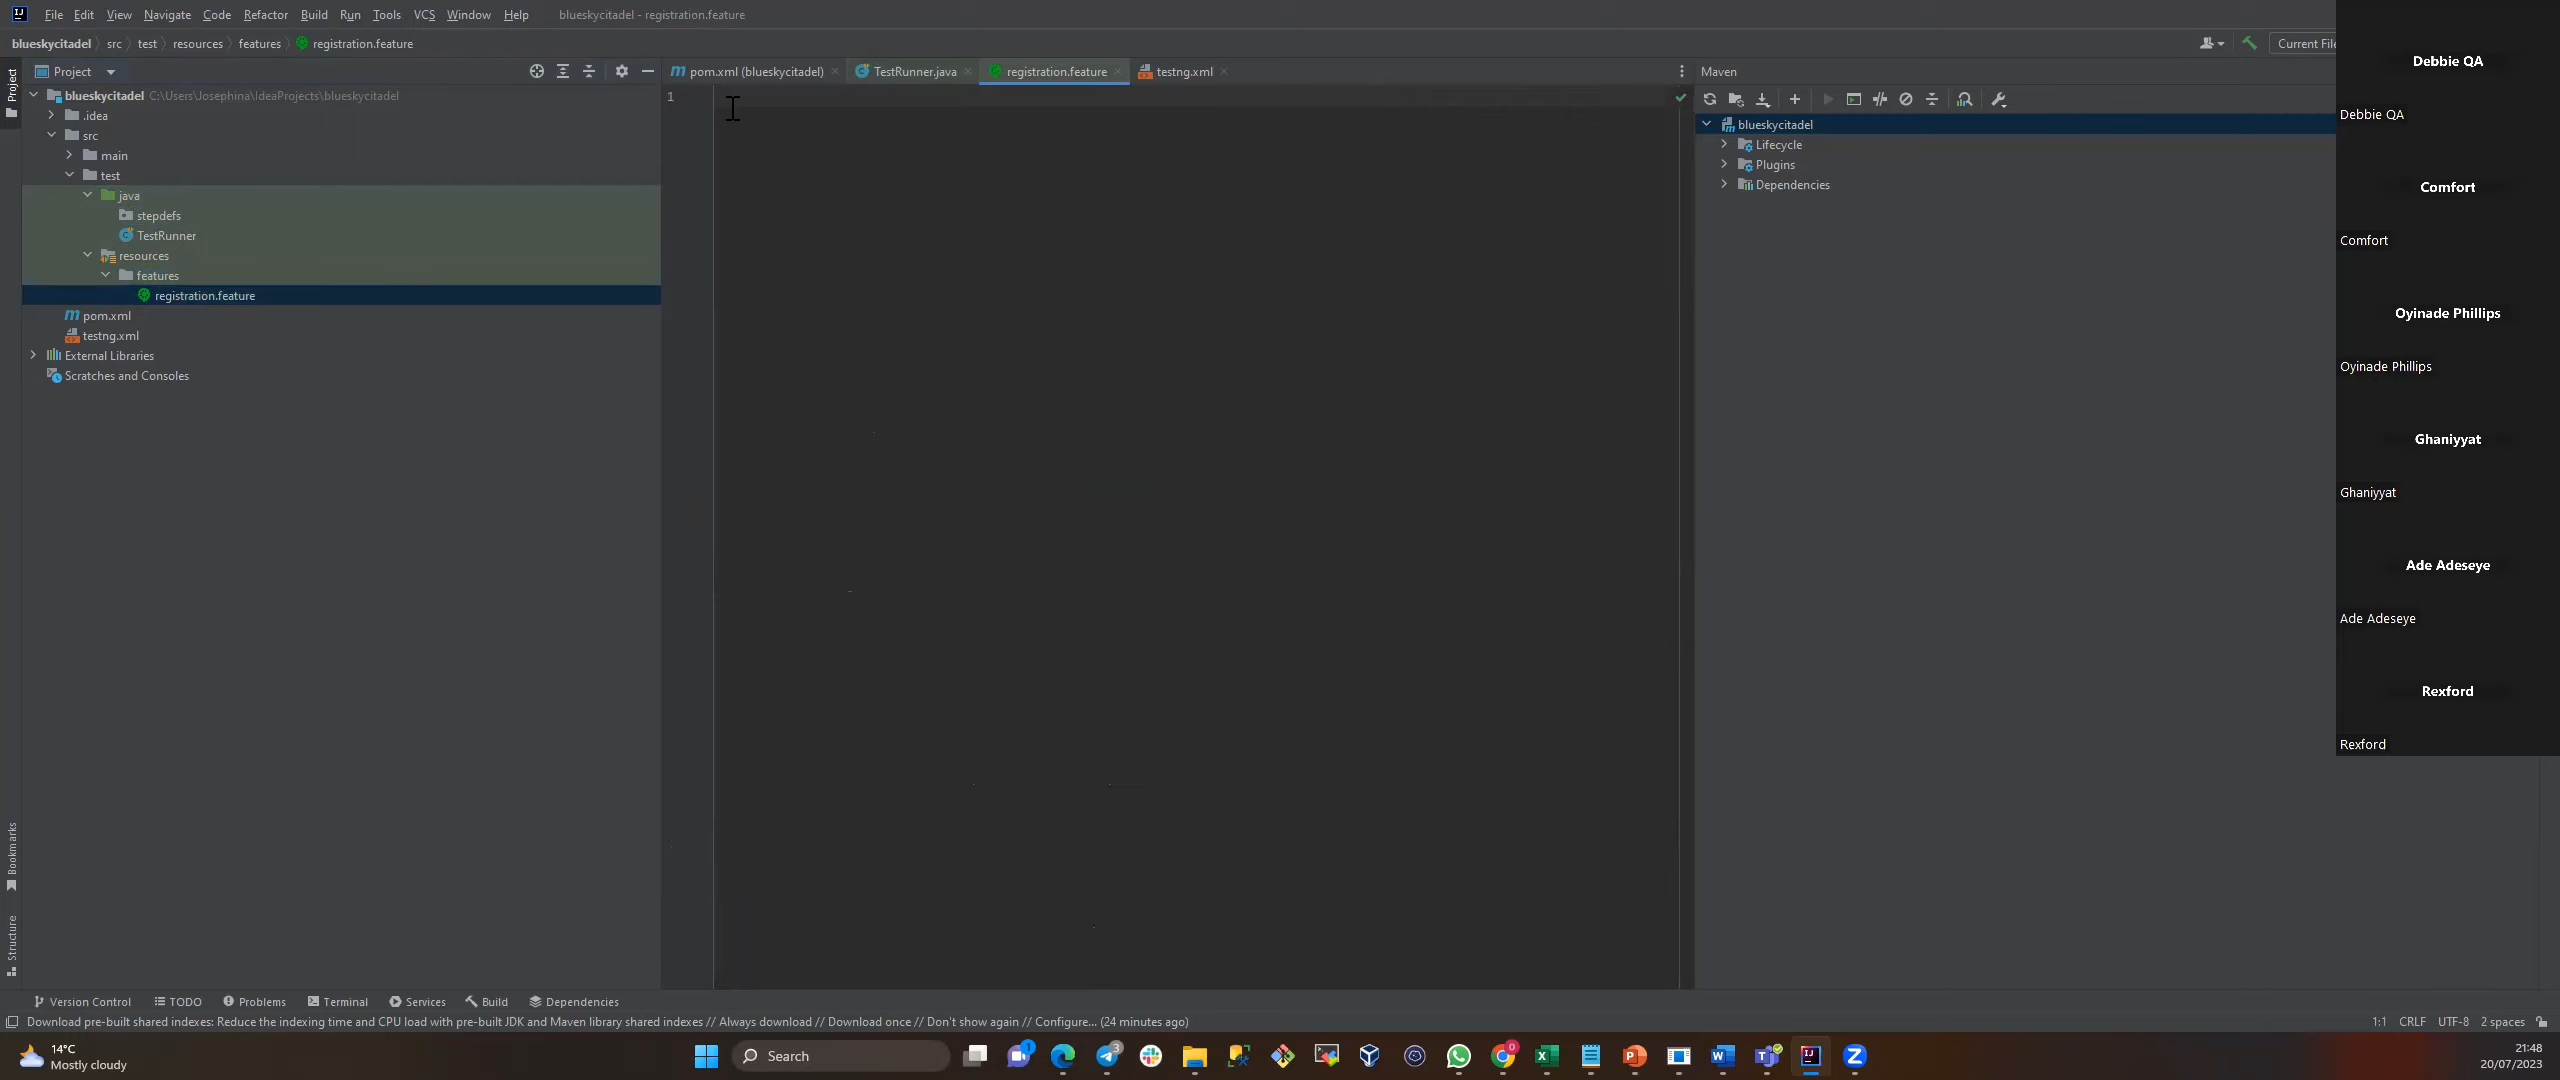 File Edit View Navigate Code Refactor Build Run Tools VCS Window Help blueskycitadel - registration.feature
blueskycitadel src test resources features registration.feature
Current File
Project
pom.xml (blueskycitadel) TestRunner.java registration.feature testng.xml
Maven
Project
blueskycitadel C:\Users\Josephina\IdeaProjects\blueskycitadel
.idea
src
main
test
java
stepdefs
TestRunner
resources
features
registration.feature
pom.xml
testng.xml
External Libraries
Scratches and Consoles
1
blueskycitadel
Lifecycle
Plugins
Dependencies
Debbie QA
Debbie QA
Comfort
Comfort
Oyinade Phillips
Oyinade Phillips
Ghaniyyat
Ghaniyyat
Ade Adeseye
Ade Adeseye
Rexford
Rexford
Bookmarks
Structure
Version Control TODO Problems Terminal Services Build Dependencies
Download pre-built shared indexes: Reduce the indexing time and CPU load with pre-built JDK and Maven library shared indexes // Always download // Download once // Don't show again // Configure... (24 minutes ago)
1:1 CRLF UTF-8 2 spaces
14°C
Mostly cloudy
Search
1
3
0
21:48
20/07/2023